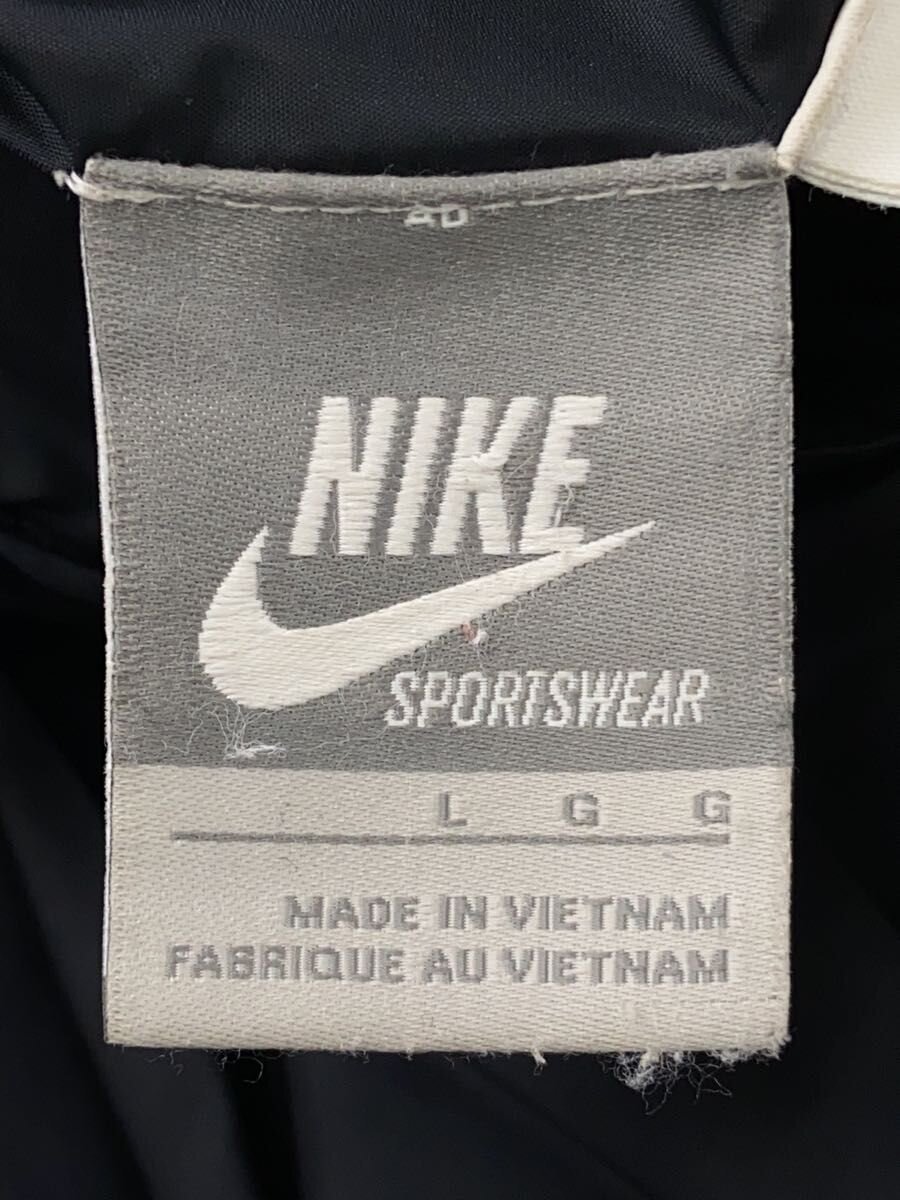 NIKE
SPORTSWEAR
L G G
MADE IN VIETNAM
FABRIQUE AU VIETNAM